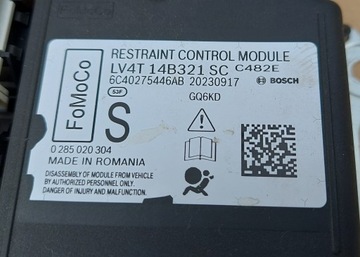 FoMoCo
RESTRAINT CONTROL MODULE
LV4T 14B321 SC C482E
6C40275446AB 20230917 BOSCH
S3F
GQ6KD
S
0 285 020 304
MADE IN ROMANIA
DISASSEMBLY OF MODULE FROM VEHICLE
BY AUTHORIZED PERSONNEL ONLY.
DANGER OF INJURY AND MALFUNCTION.